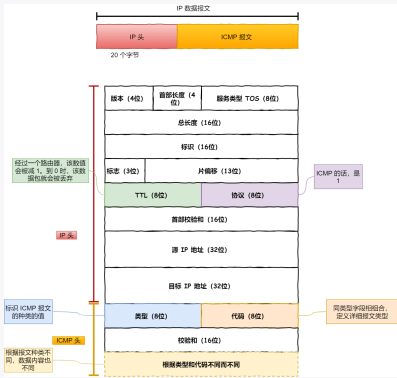 IP 数据报文
IP 头
ICMP 报文
20 个字节
版本（4位）
首部长度（4
位）
服务类型 TOS（8位）
总长度（16位）
标识（16位）
经过一个路由器，该数值
会被减 1。到 0 时，该数
据包就会被丢弃
标志（3位）
片偏移（13位）
ICMP 的话，是
1
TTL（8位）
协议（8位）
首部校验和（16位）
IP 头
源 IP 地址（32位）
目标 IP 地址（32位）
标识 ICMP 报文
的种类的值
类型（8位）
代码（8位）
同类型字段相组合，
定义详细报文类型
ICMP 头
校验和（16位）
根据报文种类不
同，数据内容也
不同
根据类型和代码不同而不同